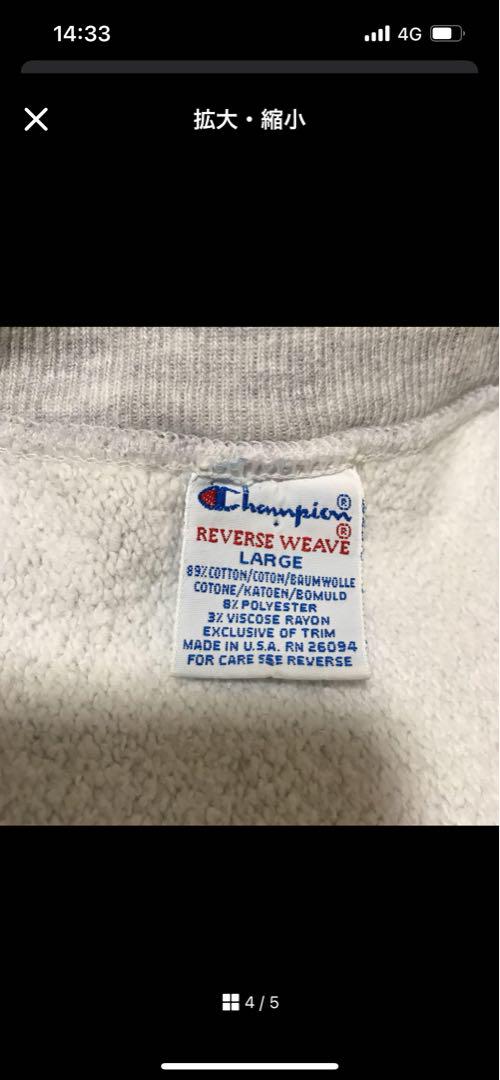 14:33
4G
拡大・縮小
Champion®
REVERSE WEAVE®
LARGE
89% COTTON/COTON/BAUMWOLLE
COTONE/KATOEN/BOMULD
8% POLYESTER
3% VISCOSE RAYON
EXCLUSIVE OF TRIM
MADE IN U.S.A. RN 26094
FOR CARE SEE REVERSE
4 / 5